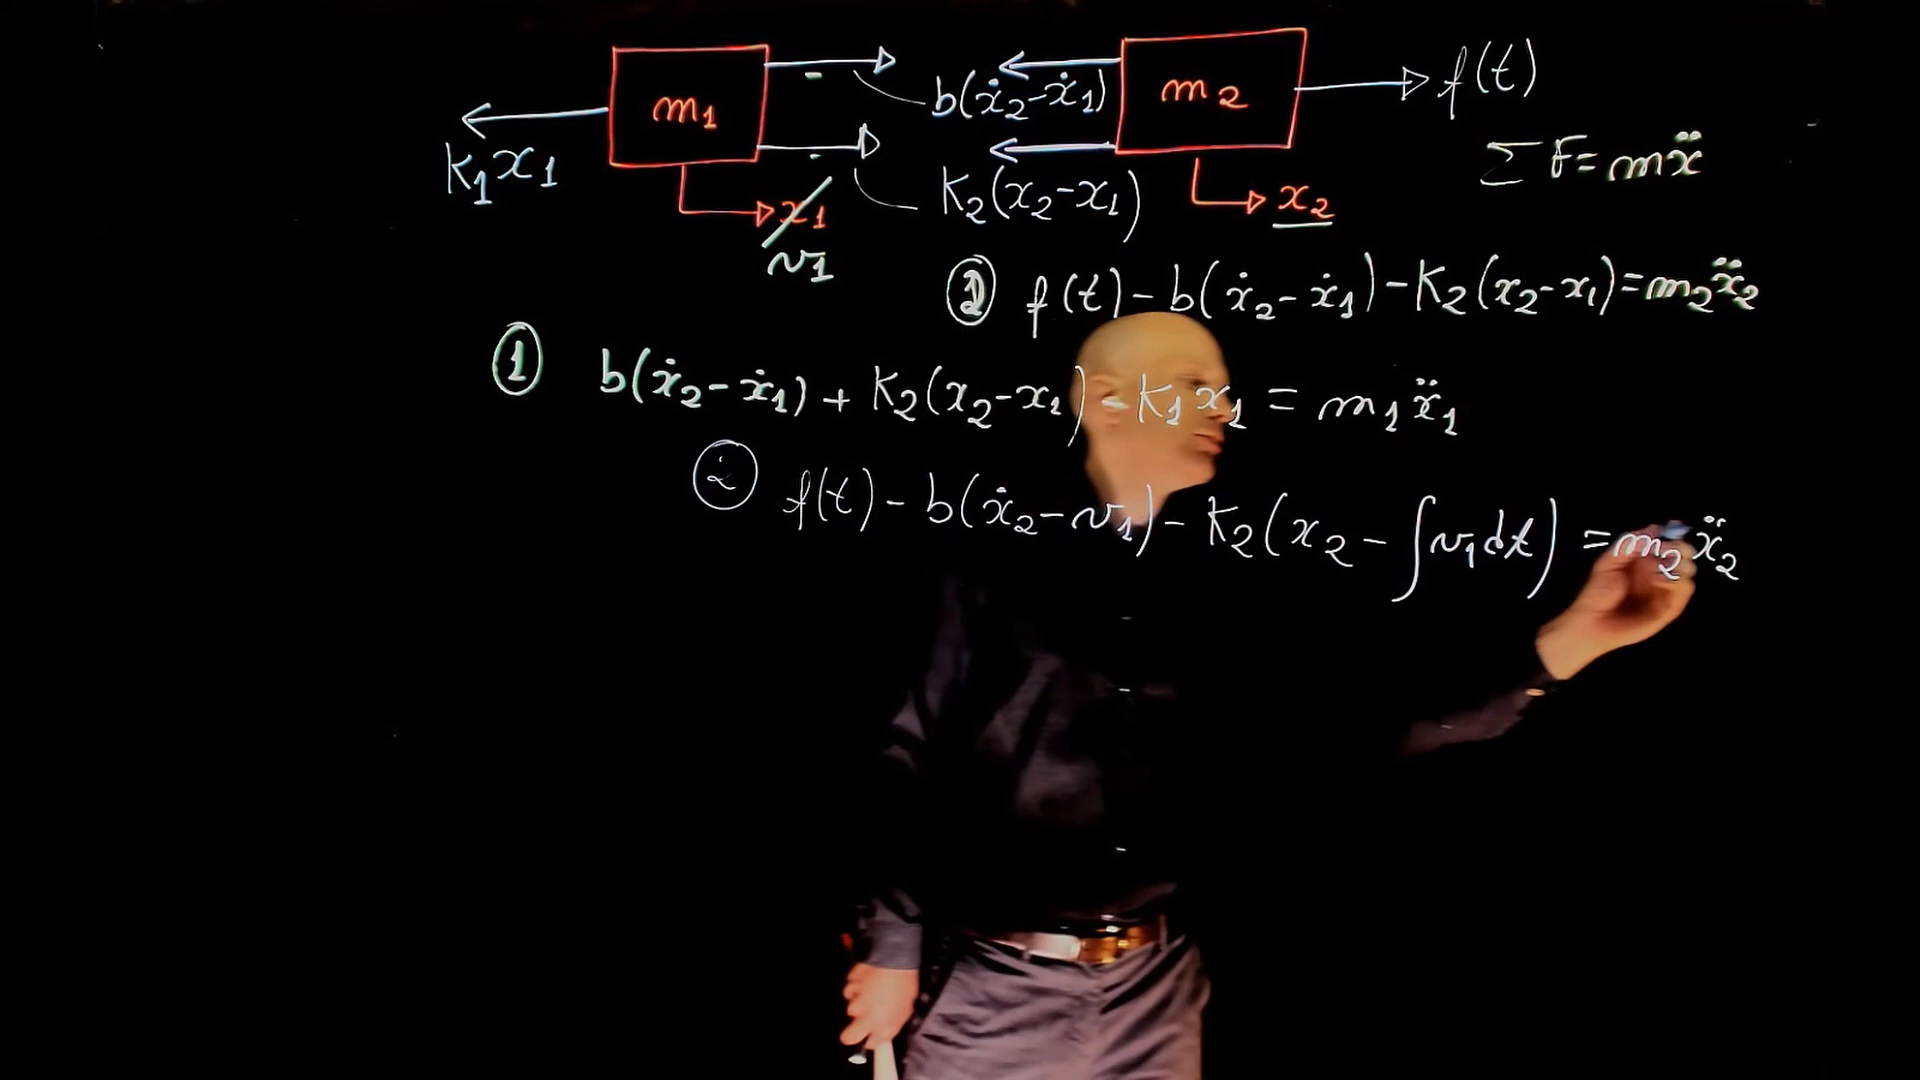 m₁
m₂
f(t)
b(ẋ₂-ẋ₁)
K₁x₁
K₂(x₂-x₁)
ΣF=mẍ
x₁
x₂
v₁
② f(t)-b(ẋ₂-ẋ₁)-K₂(x₂-x₁)=m₂ẍ₂
① b(ẋ₂-ẋ₁)+K₂(x₂-x₁)-K₁x₁=m₁ẍ₁
② f(t)-b(ẋ₂-v₁)-K₂(x₂-∫v₁dt)=m₂ẍ₂